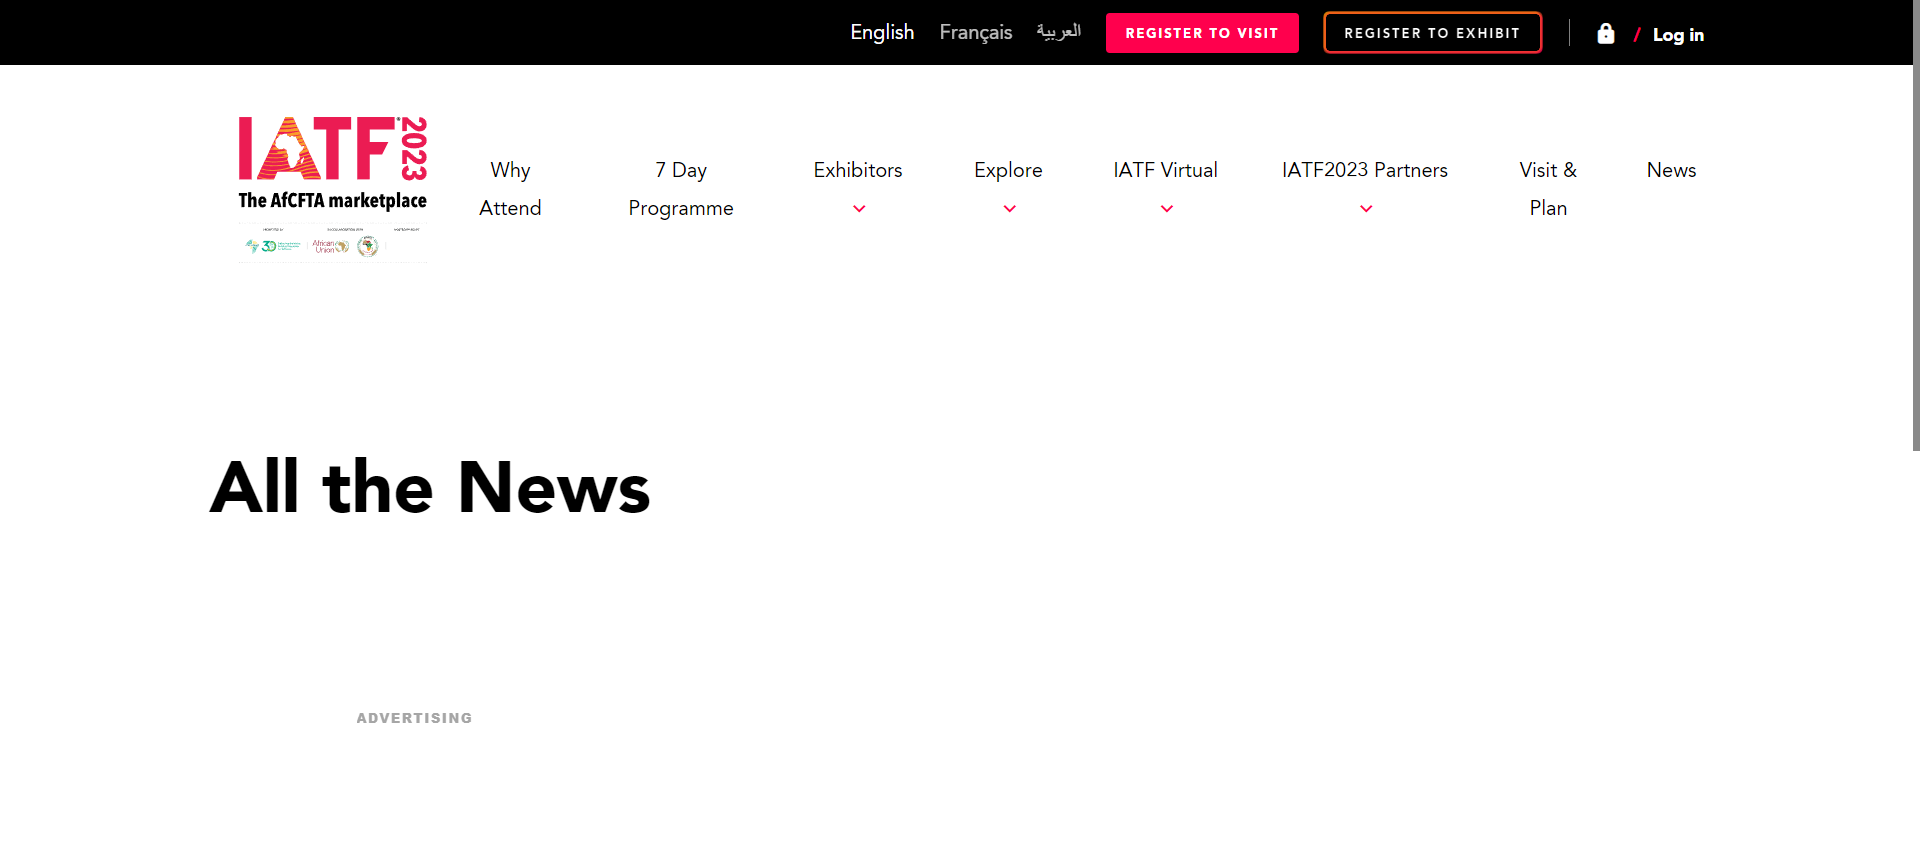 English Français العربية REGISTER TO VISIT REGISTER TO EXHIBIT / Log in
IATF 2023
The AfCFTA marketplace
African
Union
Why
Attend
7 Day
Programme
Exhibitors
Explore
IATF Virtual
IATF2023 Partners
Visit &
Plan
News
All the News
ADVERTISING